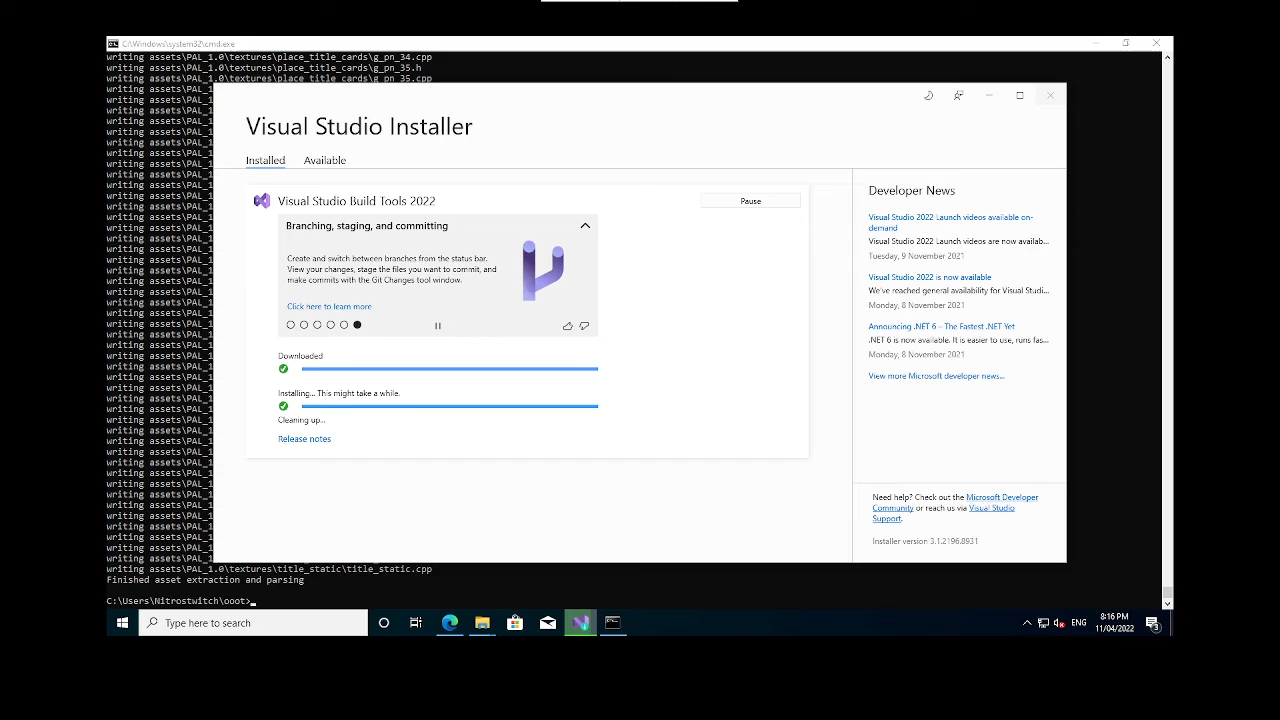 C:\Windows\system32\cmd.exe
writing assets\PAL_1.0\textures\place_title_cards\g_pn_34.cpp
writing assets\PAL_1.0\textures\place_title_cards\g_pn_35.h
writing assets\PAL_1.0\textures\place_title_cards\g_pn_35.cpp
writing assets\PAL_1
Visual Studio Installer
Installed
Available
Visual Studio Build Tools 2022
Pause
Branching, staging, and committing
Create and switch between branches from the status bar.
View your changes, stage the files you want to commit, and
make commits with the Git Changes tool window.
Click here to learn more
Downloaded
Installing... This might take a while.
Cleaning up...
Release notes
Developer News
Visual Studio 2022 Launch videos available on-
demand
Visual Studio 2022 Launch videos are now availab...
Tuesday, 9 November 2021
Visual Studio 2022 is now available
We've reached general availability for Visual Studi...
Monday, 8 November 2021
Announcing .NET 6 – The Fastest .NET Yet
.NET 6 is now available. It is easier to use, runs fas...
Monday, 8 November 2021
View more Microsoft developer news...
Need help? Check out the Microsoft Developer
Community or reach us via Visual Studio
Support.
Installer version 3.1.2196.8931
writing assets\PAL_1.0\textures\title_static\title_static.cpp
Finished asset extraction and parsing
C:\Users\Nitrostwitch\ooot>
Type here to search
ENG
8:16 PM
11/04/2022
3